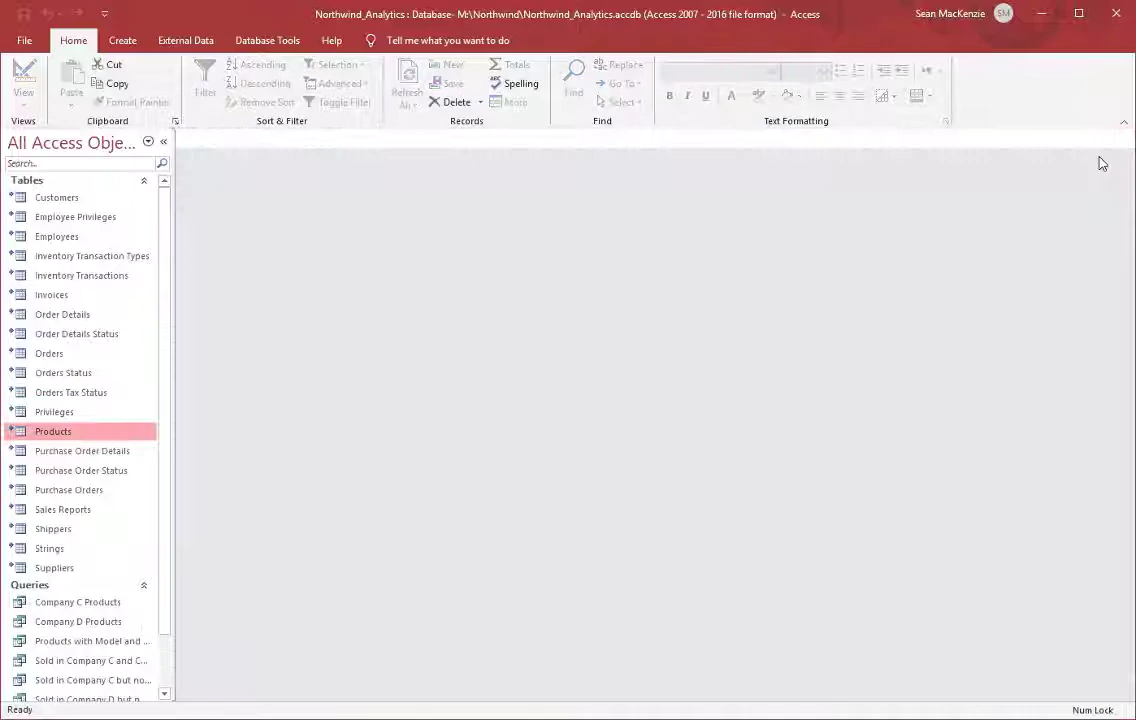 Northwind_Analytics : Database- M:\Northwind\Northwind_Analytics.accdb (Access 2007 - 2016 file format) - Access
Sean MacKenzie SM
File Home Create External Data Database Tools Help Tell me what you want to do
View
Views
Paste
Cut
Copy
Format Painter
Clipboard
Filter
Ascending
Descending
Remove Sort
Selection
Advanced
Toggle Filter
Sort & Filter
Refresh
All
New
Save
Delete
Totals
Spelling
More
Records
Find
Replace
Go To
Select
Find
B I U A
Text Formatting
All Access Obje...
Search...
Tables
Customers
Employee Privileges
Employees
Inventory Transaction Types
Inventory Transactions
Invoices
Order Details
Order Details Status
Orders
Orders Status
Orders Tax Status
Privileges
Products
Purchase Order Details
Purchase Order Status
Purchase Orders
Sales Reports
Shippers
Strings
Suppliers
Queries
Company C Products
Company D Products
Products with Model and ...
Sold in Company C and C...
Sold in Company C but no...
Sold in Company D but n...
Ready
Num Lock